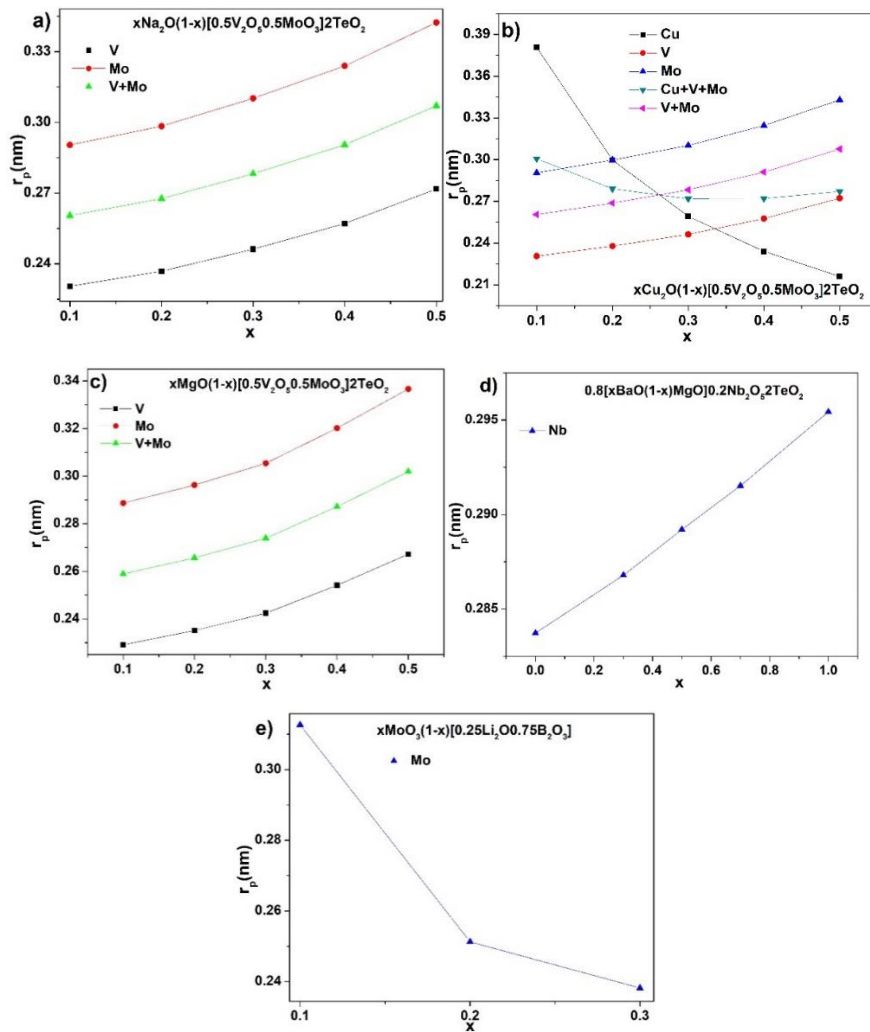 a)
xNa₂O(1-x)[0.5V₂O₅0.5MoO₃]2TeO₂
V
Mo
V+Mo
0.33
0.30
0.27
0.24
rₚ(nm)
0.1 0.2 0.3 0.4 0.5
x
b)
Cu
V
Mo
Cu+V+Mo
V+Mo
0.39
0.36
0.33
0.30
0.27
0.24
0.21
rₚ(nm)
xCu₂O(1-x)[0.5V₂O₅0.5MoO₃]2TeO₂
0.1 0.2 0.3 0.4 0.5
x
c)
xMgO(1-x)[0.5V₂O₅0.5MoO₃]2TeO₂
V
Mo
V+Mo
0.34
0.32
0.30
0.28
0.26
0.24
rₚ(nm)
0.1 0.2 0.3 0.4 0.5
x
d)
0.8[xBaO(1-x)MgO]0.2Nb₂O₅2TeO₂
Nb
0.295
0.290
0.285
rₚ(nm)
0.0 0.2 0.4 0.6 0.8 1.0
x
e)
xMoO₃(1-x)[0.25Li₂O0.75B₂O₃]
Mo
0.30
0.28
0.26
0.24
rₚ(nm)
0.1 0.2 0.3
x